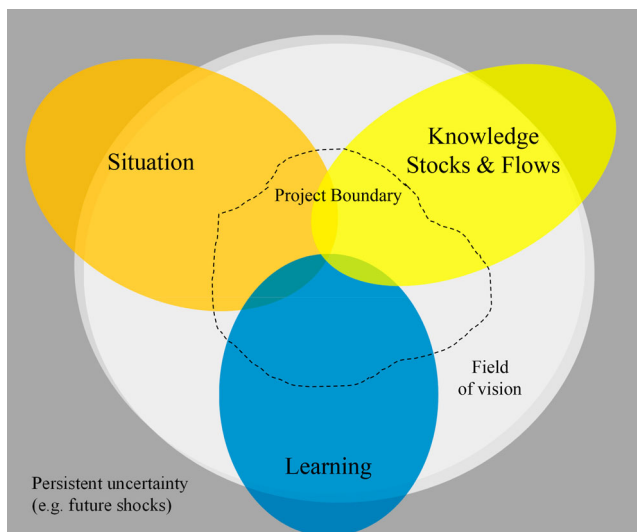 Situation
Knowledge
Stocks & Flows
Project Boundary
Field
of vision
Learning
Persistent uncertainty
(e.g. future shocks)